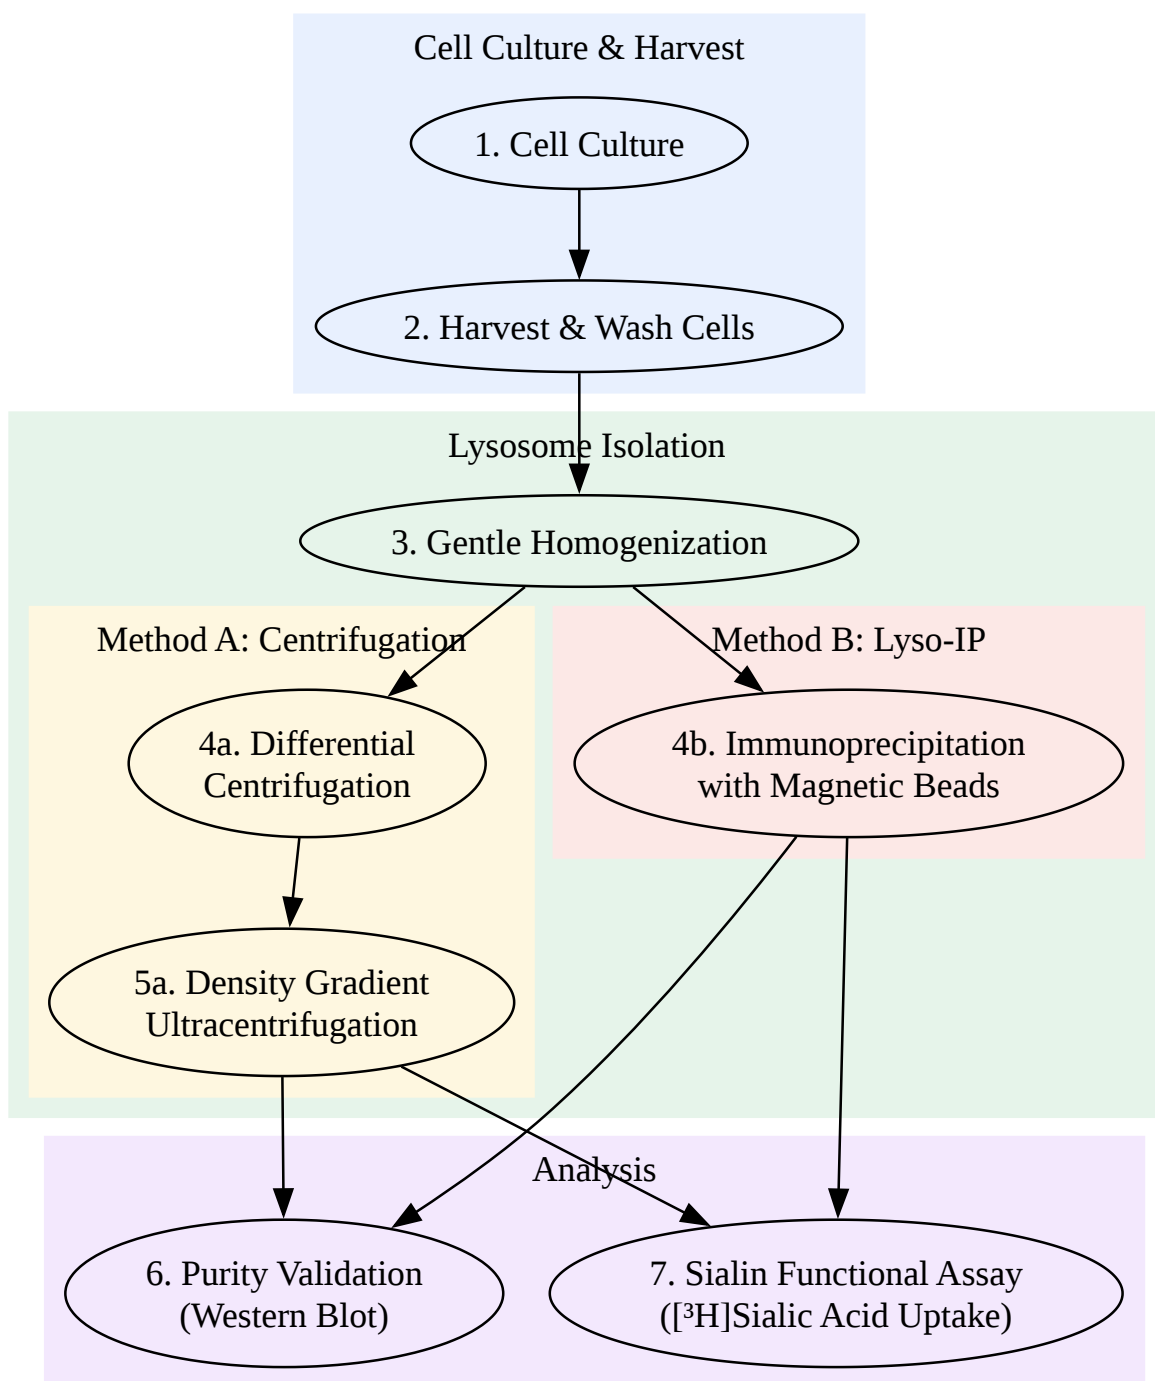 Cell Culture & Harvest
1. Cell Culture
2. Harvest & Wash Cells
Lysosome Isolation
3. Gentle Homogenization
Method A: Centrifugation
Method B: Lyso-IP
4a. Differential
Centrifugation
4b. Immunoprecipitation
with Magnetic Beads
5a. Density Gradient
Ultracentrifugation
Analysis
6. Purity Validation
(Western Blot)
7. Sialin Functional Assay
([³H]Sialic Acid Uptake)